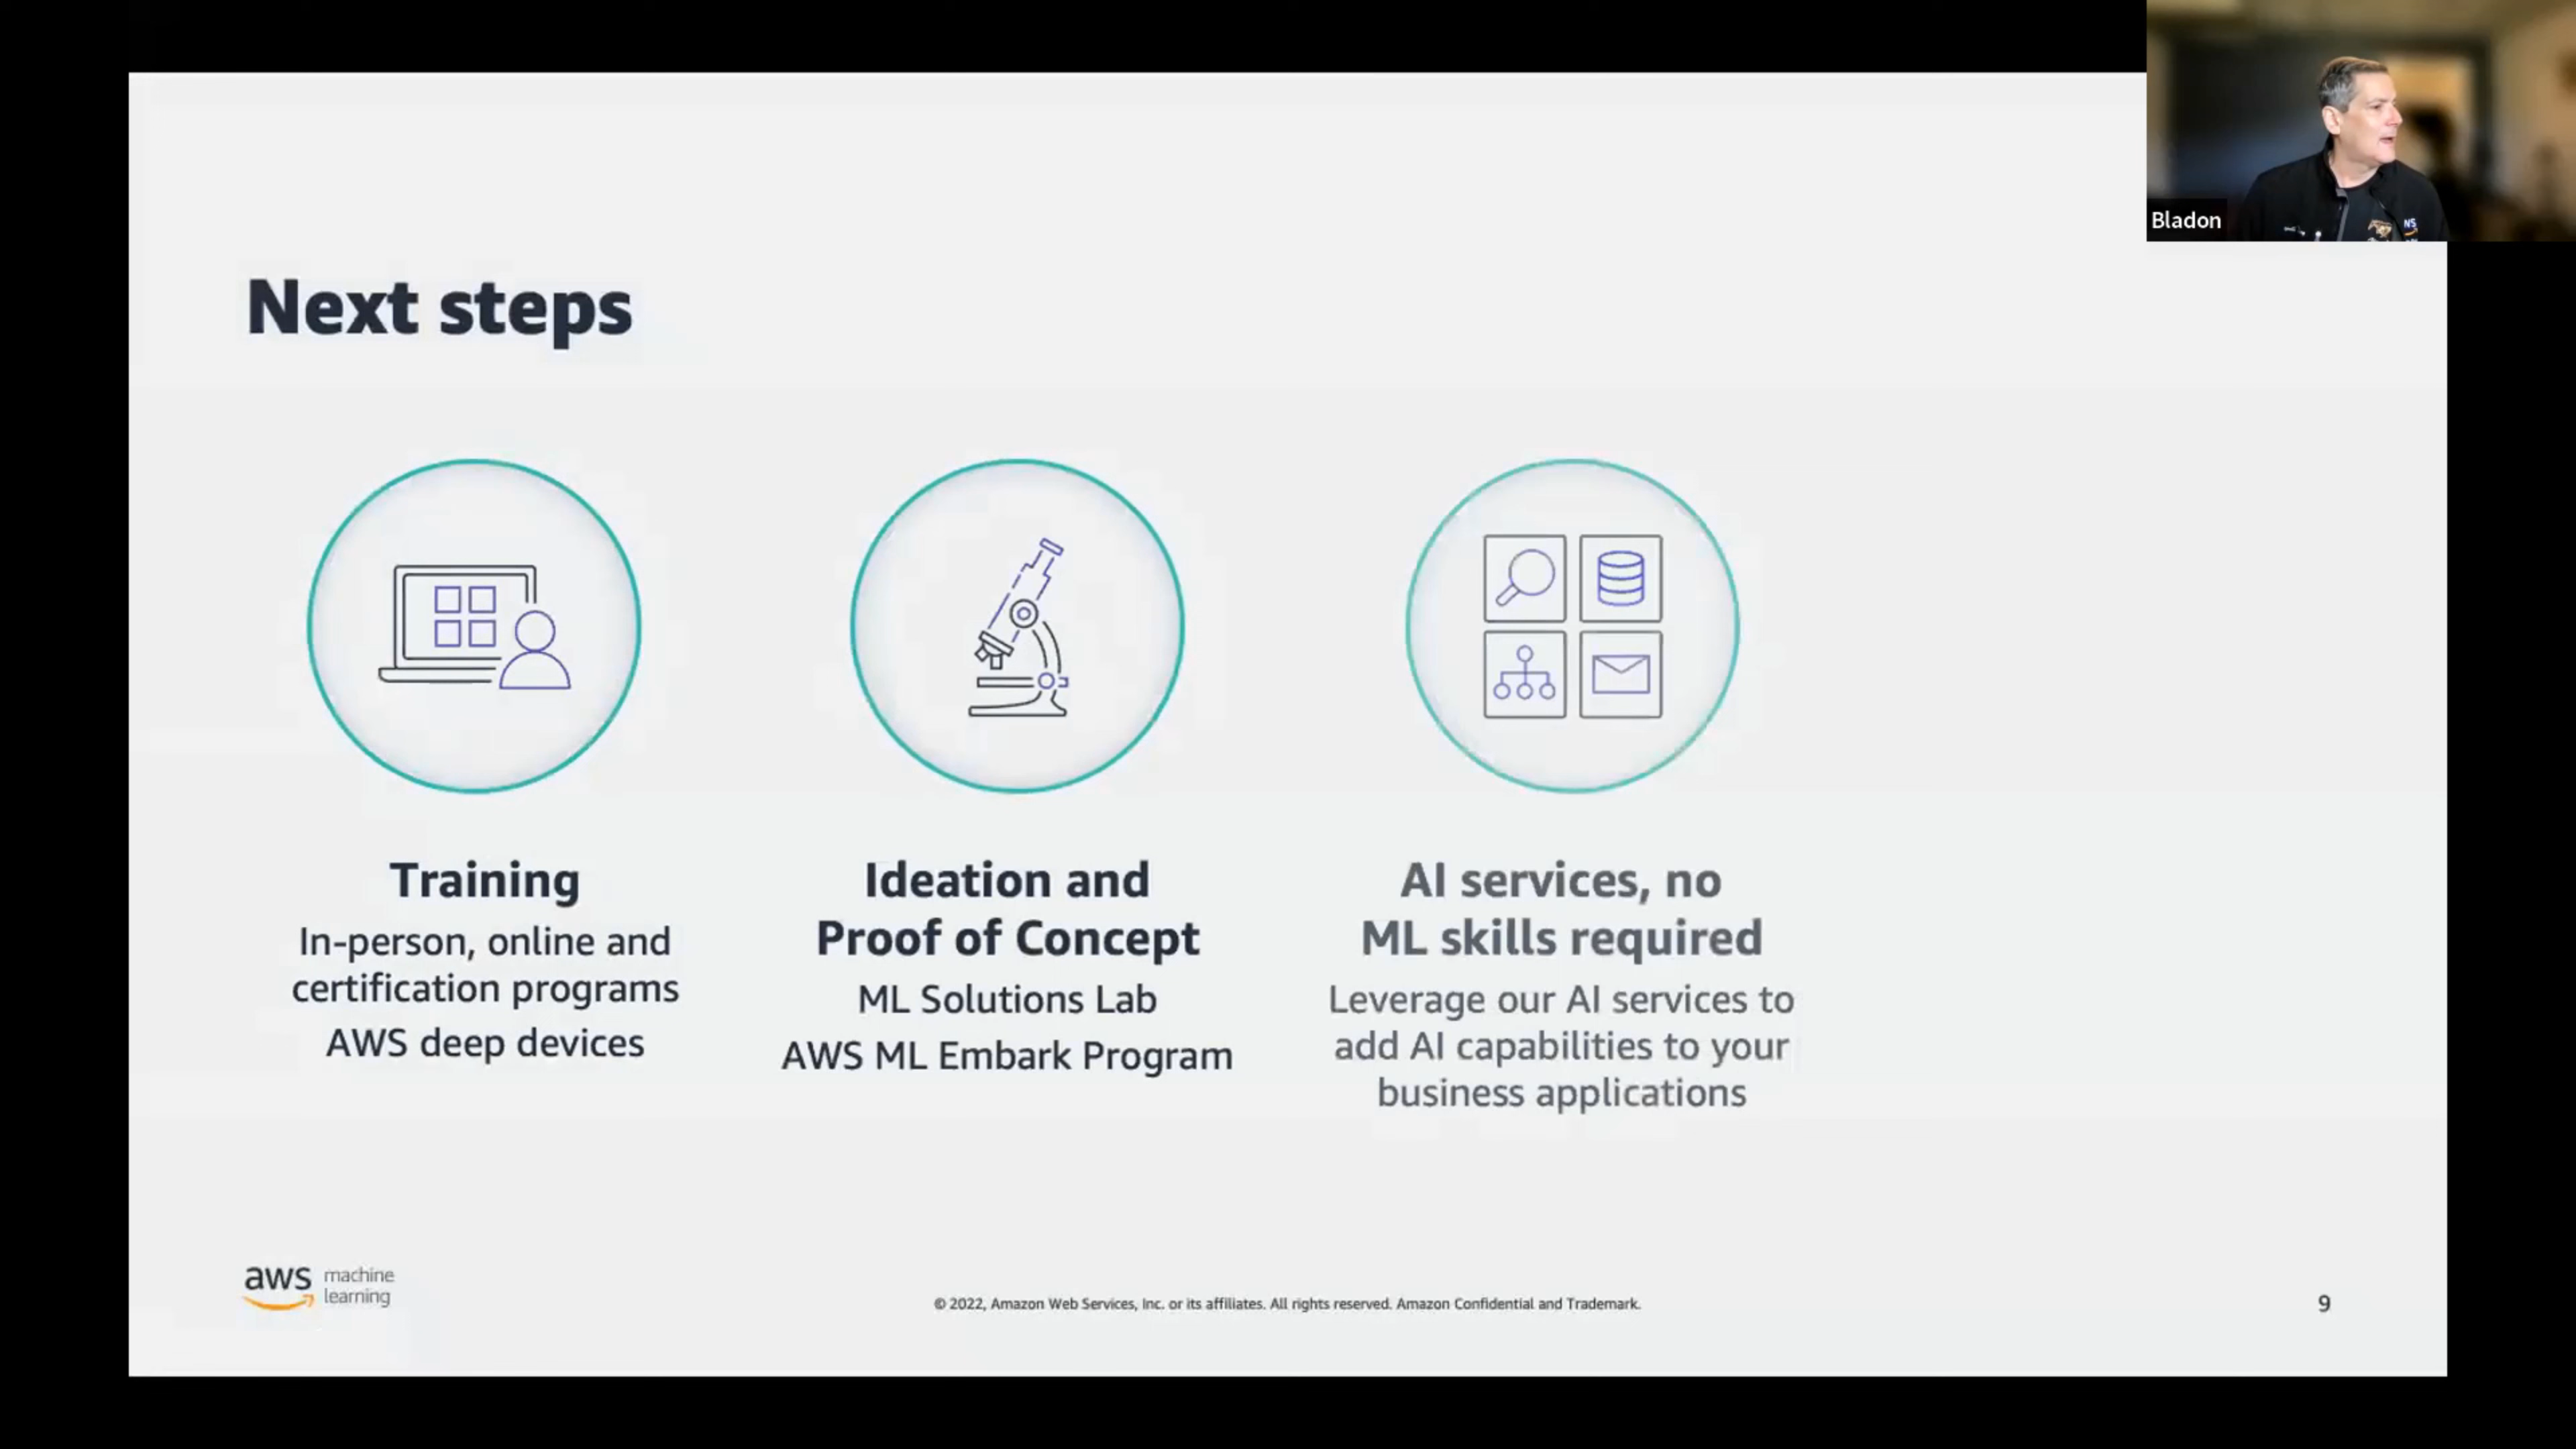 Bladon
Next steps
Training
In-person, online and
certification programs
AWS deep devices
Ideation and
Proof of Concept
ML Solutions Lab
AWS ML Embark Program
AI services, no
ML skills required
Leverage our AI services to
add AI capabilities to your
business applications
aws machine
learning
© 2022, Amazon Web Services, Inc. or its affiliates. All rights reserved. Amazon Confidential and Trademark.
9